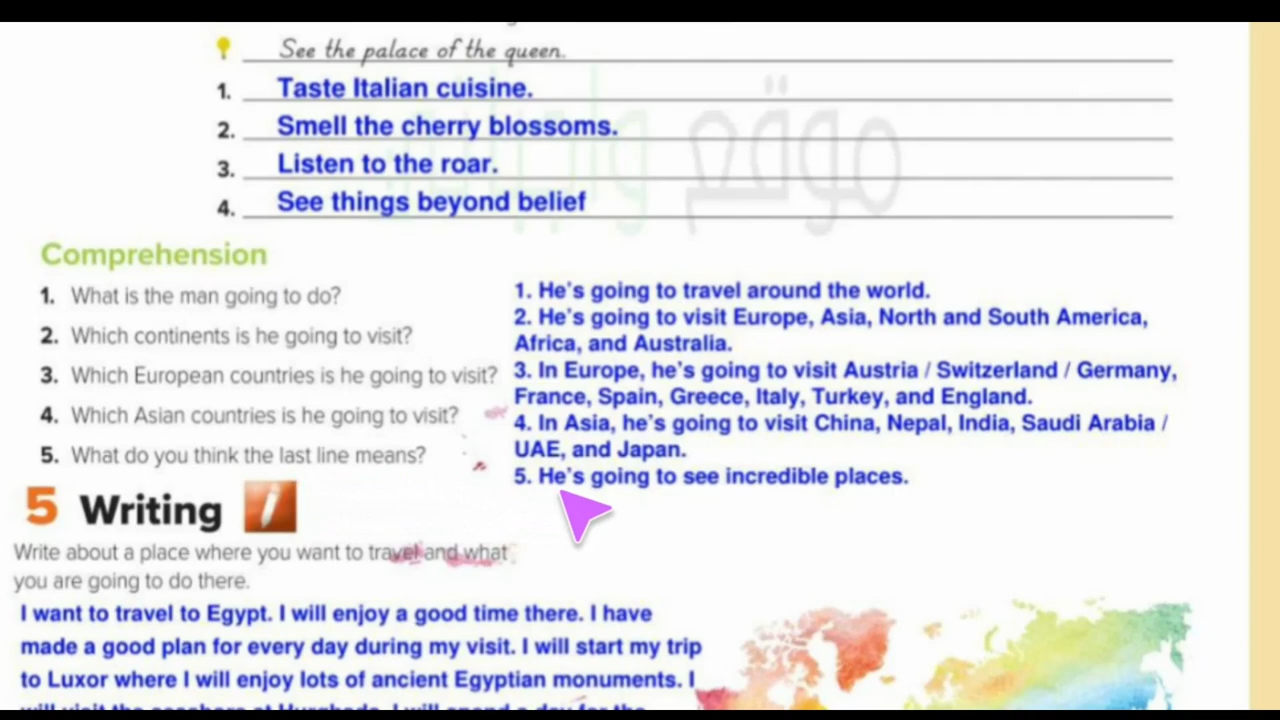 See the palace of the queen.
1. Taste Italian cuisine.
2. Smell the cherry blossoms.
3. Listen to the roar.
4. See things beyond belief
موقع واجباتي
Comprehension
1. What is the man going to do?
2. Which continents is he going to visit?
3. Which European countries is he going to visit?
4. Which Asian countries is he going to visit?
5. What do you think the last line means?
1. He's going to travel around the world.
2. He's going to visit Europe, Asia, North and South America,
Africa, and Australia.
3. In Europe, he's going to visit Austria / Switzerland / Germany,
France, Spain, Greece, Italy, Turkey, and England.
4. In Asia, he's going to visit China, Nepal, India, Saudi Arabia /
UAE, and Japan.
5. He's going to see incredible places.
5 Writing
Write about a place where you want to travel and what
you are going to do there.
I want to travel to Egypt. I will enjoy a good time there. I have
made a good plan for every day during my visit. I will start my trip
to Luxor where I will enjoy lots of ancient Egyptian monuments. I